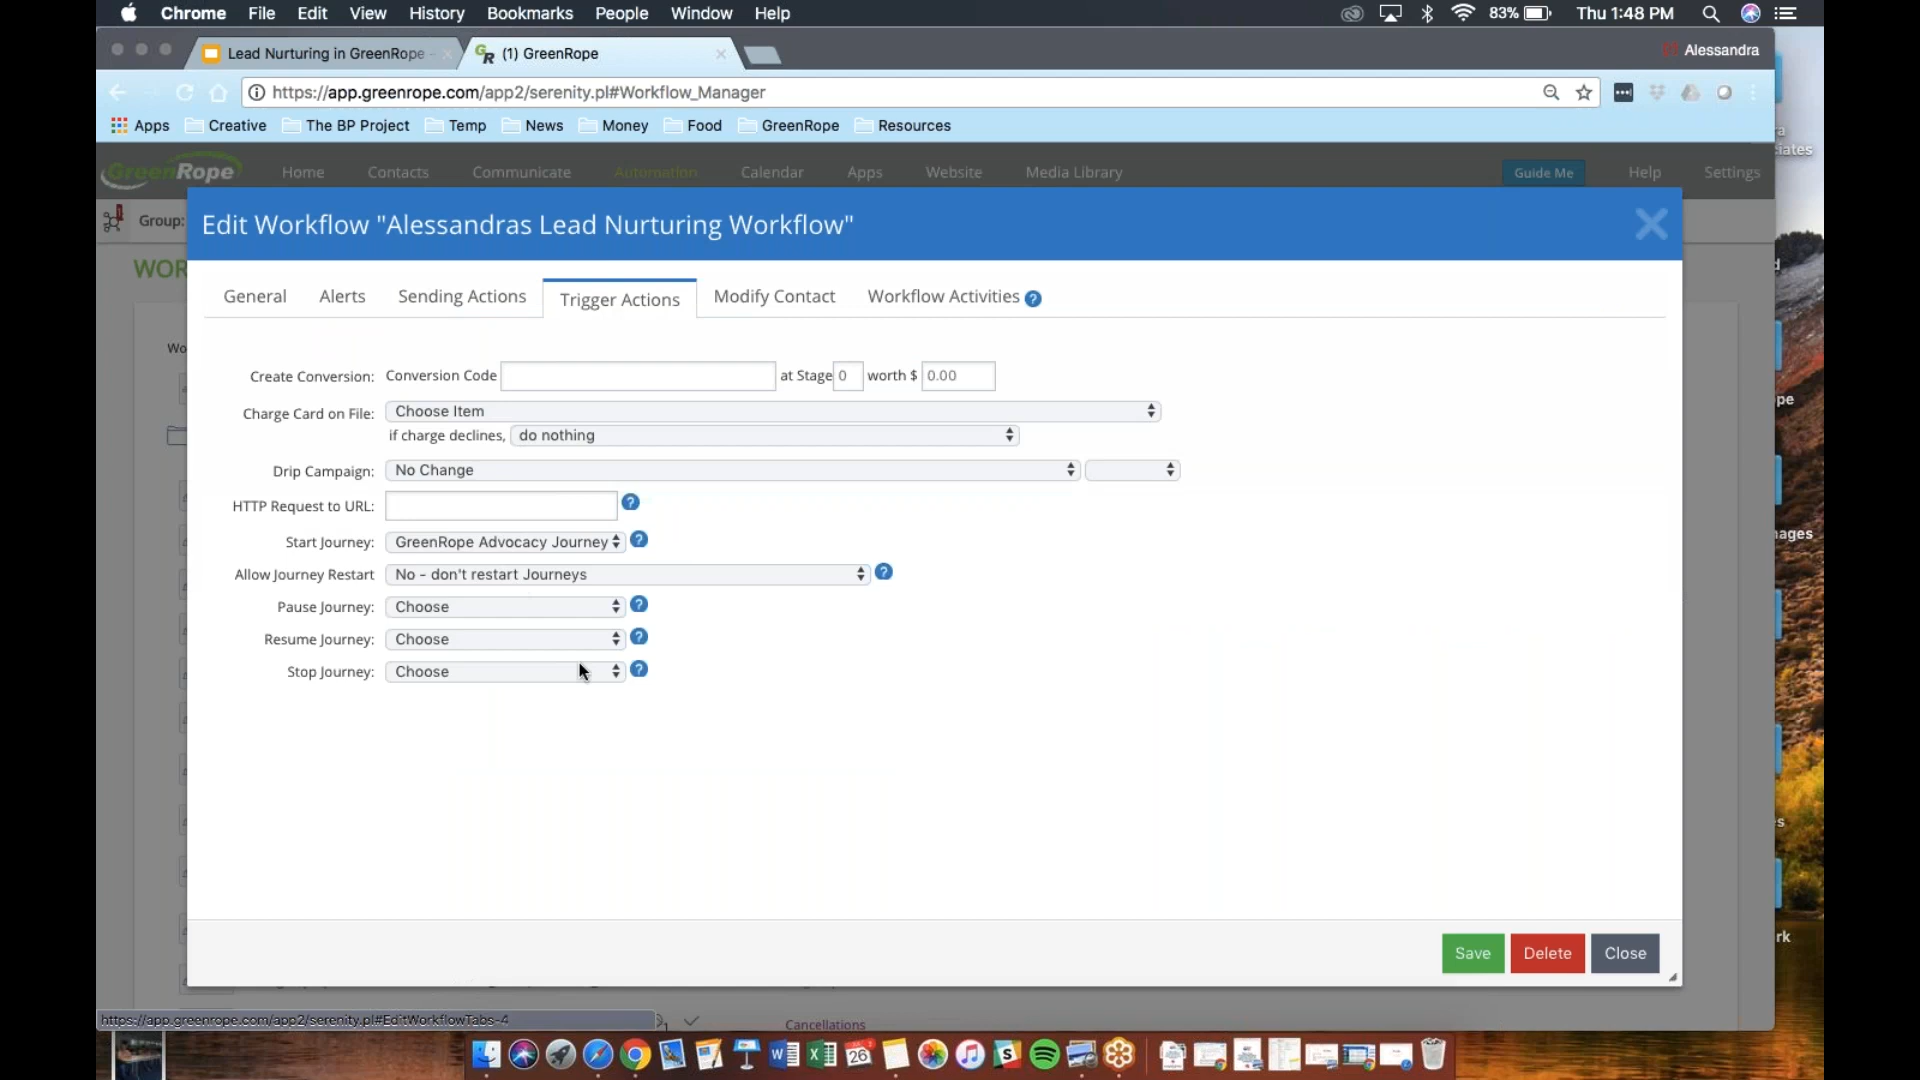 Chrome File Edit View History Bookmarks People Window Help 83% Thu 1:48 PM
Lead Nurturing in GreenRope - (1) GreenRope Alessandra
https://app.greenrope.com/app2/serenity.pl#Workflow_Manager
Apps Creative The BP Project Temp News Money Food GreenRope Resources
GreenRope Home Contacts Communicate Automation Calendar Apps Website Media Library Guide Me Help Settings
Group:
WOR
Wo
Edit Workflow "Alessandras Lead Nurturing Workflow"
General Alerts Sending Actions Trigger Actions Modify Contact Workflow Activities ?
Create Conversion: Conversion Code at Stage 0 worth $ 0.00
Charge Card on File: Choose Item
if charge declines, do nothing
Drip Campaign: No Change
HTTP Request to URL: ?
Start Journey: GreenRope Advocacy Journey ?
Allow Journey Restart No - don't restart Journeys ?
Pause Journey: Choose ?
Resume Journey: Choose ?
Stop Journey: Choose ?
Save Delete Close
https://app.greenrope.com/app2/serenity.pl#EditWorkflowTabs-4
Cancellations
26